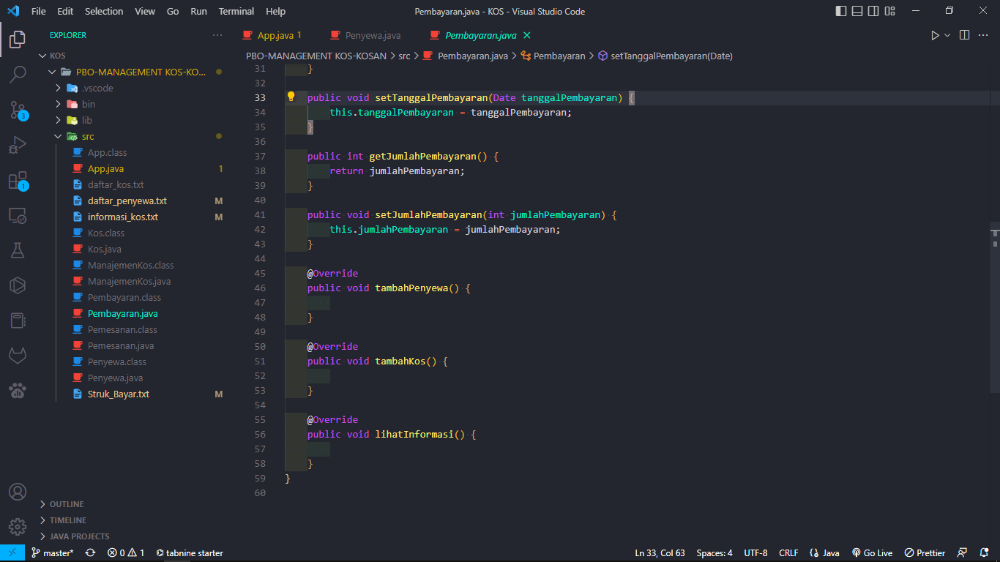 File Edit Selection View Go Run Terminal Help
Pembayaran.java - KOS - Visual Studio Code
EXPLORER
KOS
PBO-MANAGEMENT KOS-KO...
.vscode
bin
lib
src
App.class
App.java 1
daftar_kos.txt
daftar_penyewa.txt M
informasi_kos.txt M
Kos.class
Kos.java
ManajemenKos.class
ManajemenKos.java
Pembayaran.class
Pembayaran.java
Pemesanan.class
Pemesanan.java
Penyewa.class
Penyewa.java
Struk_Bayar.txt M
OUTLINE
TIMELINE
JAVA PROJECTS
3
1
App.java 1 Penyewa.java Pembayaran.java
PBO-MANAGEMENT KOS-KOSAN > src > Pembayaran.java > Pembayaran > setTanggalPembayaran(Date)
31 }
32
33 public void setTanggalPembayaran(Date tanggalPembayaran) {
34 this.tanggalPembayaran = tanggalPembayaran;
35 }
36
37 public int getJumlahPembayaran() {
38 return jumlahPembayaran;
39 }
40
41 public void setJumlahPembayaran(int jumlahPembayaran) {
42 this.jumlahPembayaran = jumlahPembayaran;
43 }
44
45 @Override
46 public void tambahPenyewa() {
47
48 }
49
50 @Override
51 public void tambahKos() {
52
53 }
54
55 @Override
56 public void lihatInformasi() {
57
58 }
59 }
60
master* 0 1 tabnine starter Ln 33, Col 63 Spaces: 4 UTF-8 CRLF Java Go Live Prettier